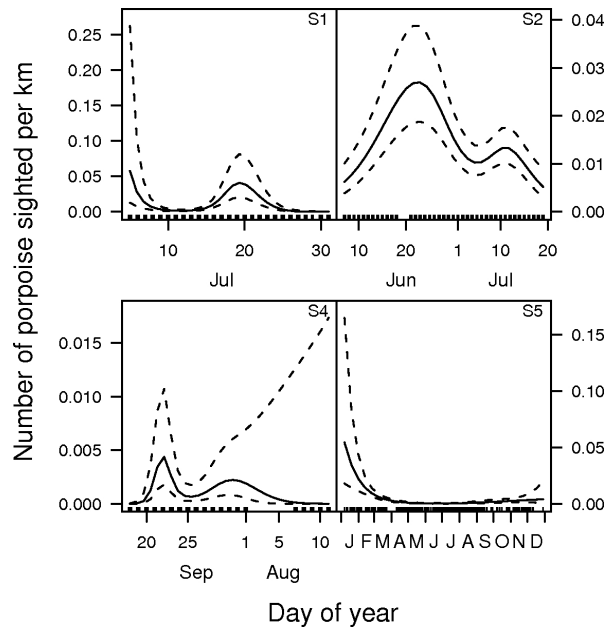 Number of porpoise sighted per km
S1
0.25
0.20
0.15
0.10
0.05
0.00
10 20 30
Jul
S2
0.04
0.03
0.02
0.01
0.00
10 20 1 10 20
Jun Jul
S4
0.015
0.010
0.005
0.000
20 25 1 5 10
Sep Aug
S5
0.15
0.10
0.05
0.00
J F M A M J J A S O N D
Day of year